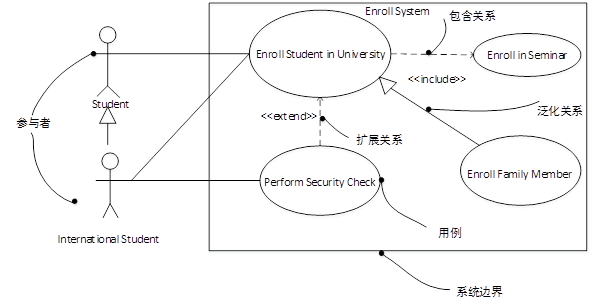 Enroll System
包含关系
Enroll Student in University
Enroll in Seminar
<<include>>
Student
<<extend>>
泛化关系
参与者
扩展关系
Perform Security Check
Enroll Family Member
International Student
用例
系统边界